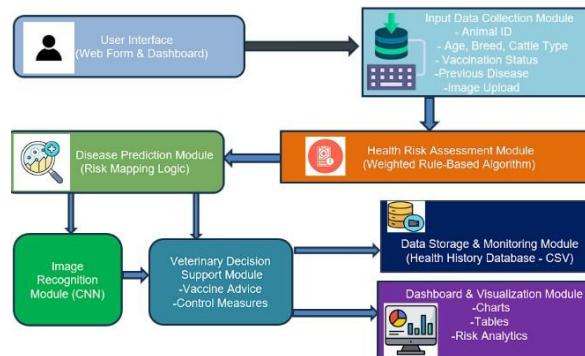 User Interface
(Web Form & Dashboard)
Input Data Collection Module
- Animal ID
- Age, Breed, Cattle Type
- Vaccination Status
-Previous Disease
-Image Upload
Disease Prediction Module
(Risk Mapping Logic)
Health Risk Assessment Module
(Weighted Rule-Based Algorithm)
Image
Recognition
Module (CNN)
Veterinary Decision
Support Module
-Vaccine Advice
-Control Measures
Data Storage & Monitoring Module
(Health History Database - CSV)
Dashboard & Visualization Module
-Charts
-Tables
-Risk Analytics